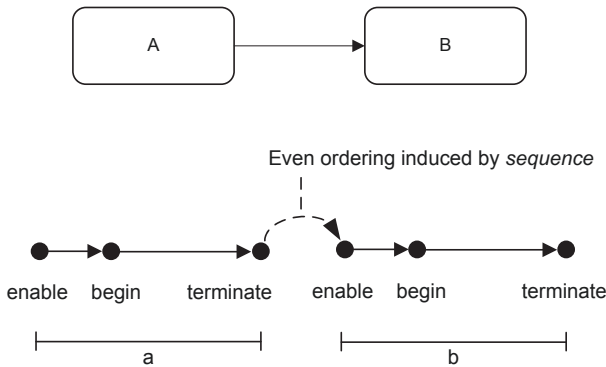 A B
Even ordering induced by sequence
enable begin terminate enable begin terminate
a b